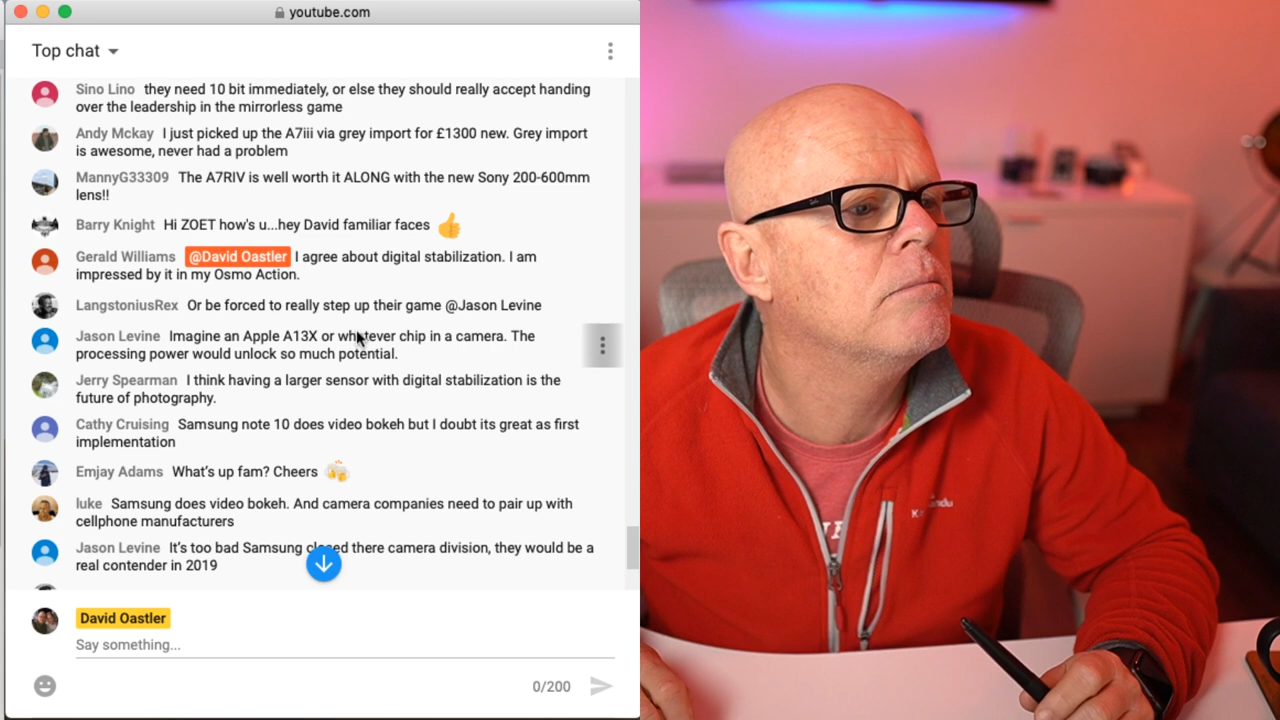 youtube.com
Top chat
Sino Lino they need 10 bit immediately, or else they should really accept handing
over the leadership in the mirrorless game
Andy Mckay I just picked up the A7iii via grey import for £1300 new. Grey import
is awesome, never had a problem
MannyG33309 The A7RIV is well worth it ALONG with the new Sony 200-600mm
lens!!
Barry Knight Hi ZOET how's u...hey David familiar faces
Gerald Williams @David Oastler I agree about digital stabilization. I am
impressed by it in my Osmo Action.
LangstoniusRex Or be forced to really step up their game @Jason Levine
Jason Levine Imagine an Apple A13X or whatever chip in a camera. The
processing power would unlock so much potential.
Jerry Spearman I think having a larger sensor with digital stabilization is the
future of photography.
Cathy Cruising Samsung note 10 does video bokeh but I doubt its great as first
implementation
Emjay Adams What's up fam? Cheers
luke Samsung does video bokeh. And camera companies need to pair up with
cellphone manufacturers
Jason Levine It's too bad Samsung closed there camera division, they would be a
real contender in 2019
David Oastler
Say something...
0/200